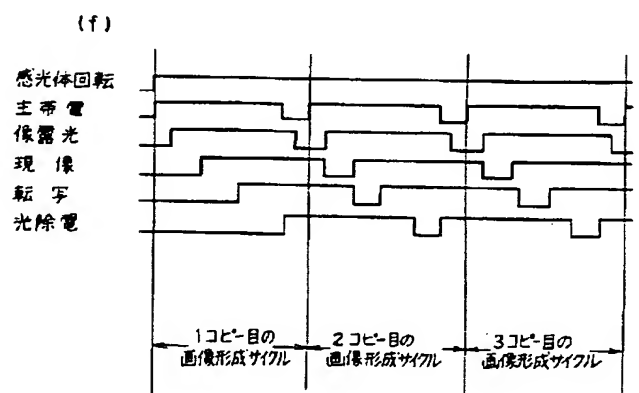 (f)
感光体回転
主帯電
像露光
現像
転写
光除電
1コピー目の
画像形成サイクル
2コピー目の
画像形成サイクル
3コピー目の
画像形成サイクル